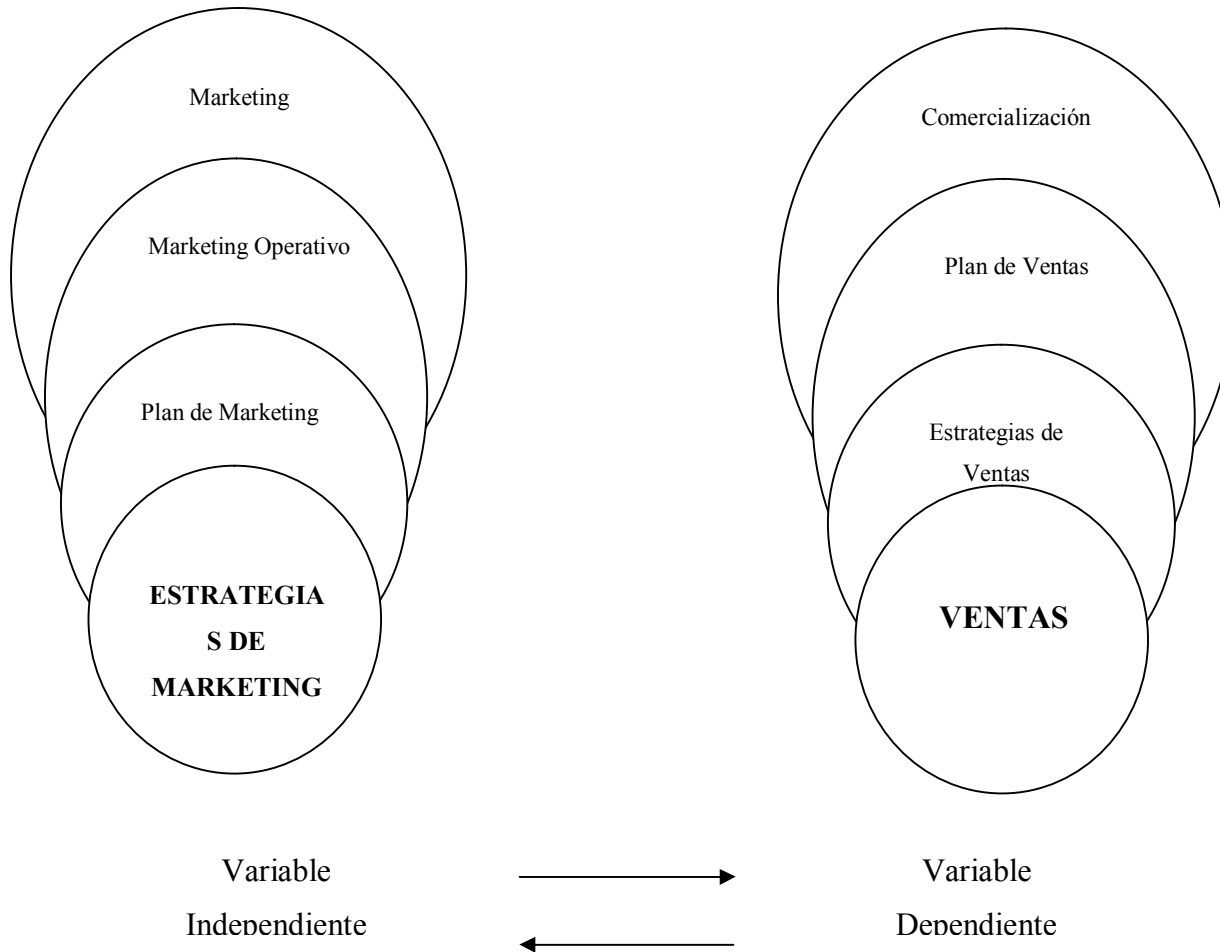 Marketing
Marketing Operativo
Plan de Marketing
ESTRATEGIA
S DE
MARKETING
Comercialización
Plan de Ventas
Estrategias de
Ventas
VENTAS
Variable
Independiente
Variable
Dependiente